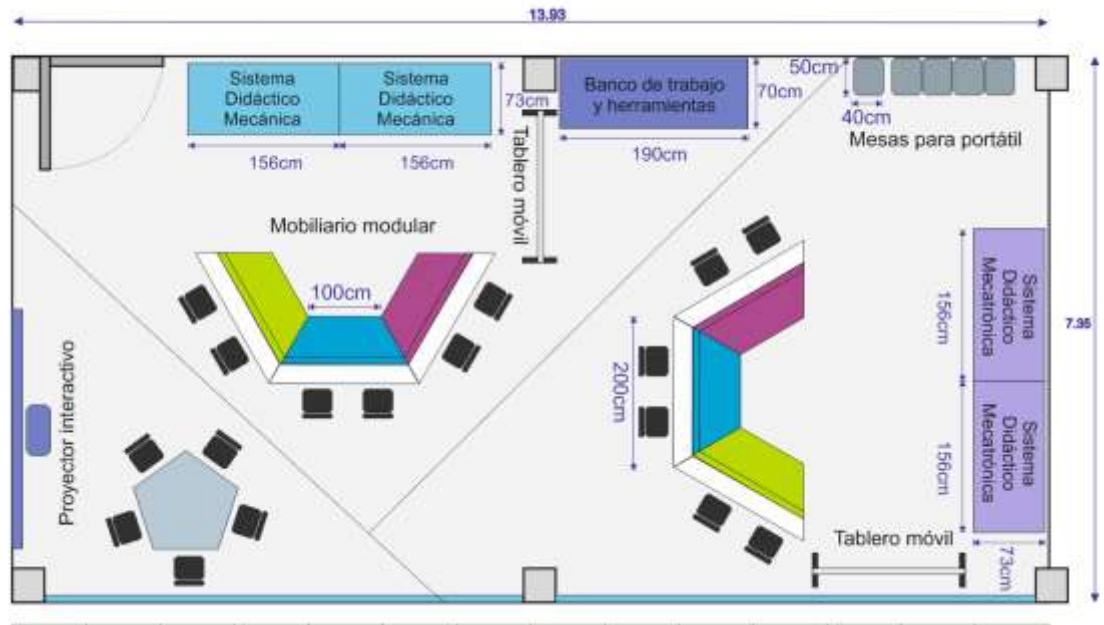 13.93
Sistema
Didáctico
Mecánica
Sistema
Didáctico
Mecánica
73cm
156cm
156cm
Tablero móvil
Banco de trabajo
y herramientas
70cm
190cm
50cm
40cm
Mesas para portátil
Mobiliario modular
100cm
200cm
Sistema
Didáctico
Mecatrónica
156cm
7.35
Sistema
Didáctico
Mecatrónica
156cm
73cm
Proyector interactivo
Tablero móvil